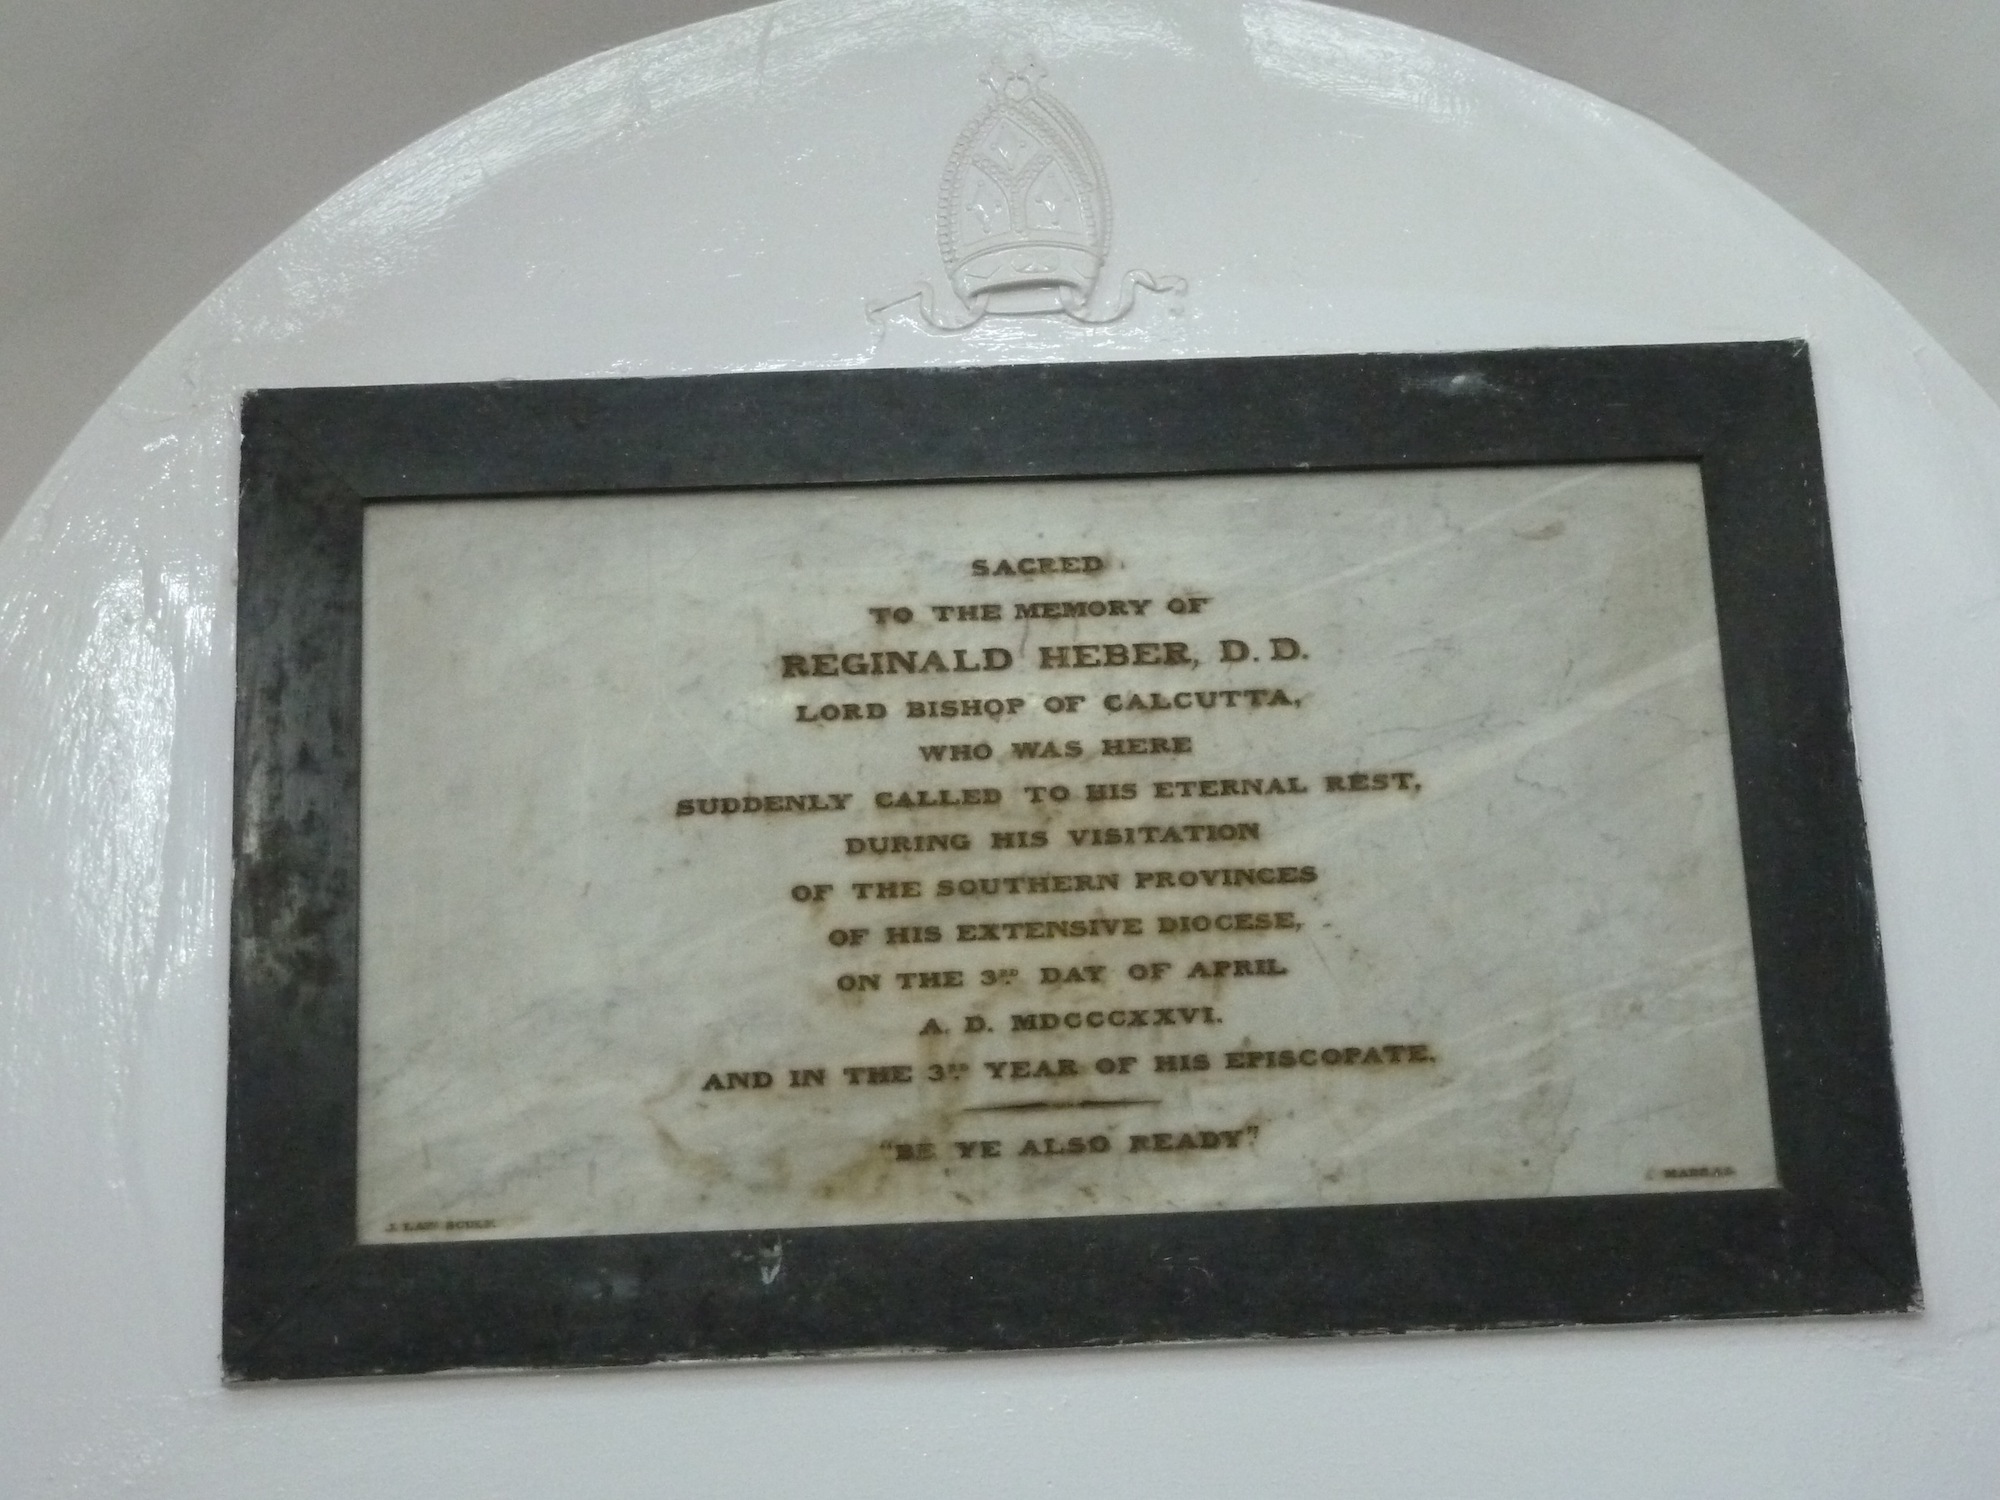 SACRED
TO THE MEMORY OF
REGINALD HEBER, D. D.
LORD BISHOP OF CALCUTTA,
WHO WAS HERE
SUDDENLY CALLED TO HIS ETERNAL REST,
DURING HIS VISITATION
OF THE SOUTHERN PROVINCES
OF HIS EXTENSIVE DIOCESE,
ON THE 3RD DAY OF APRIL
A. D. MDCCCXXVI.
AND IN THE 3RD YEAR OF HIS EPISCOPATE.
"BE YE ALSO READY"
MADRAS
J.